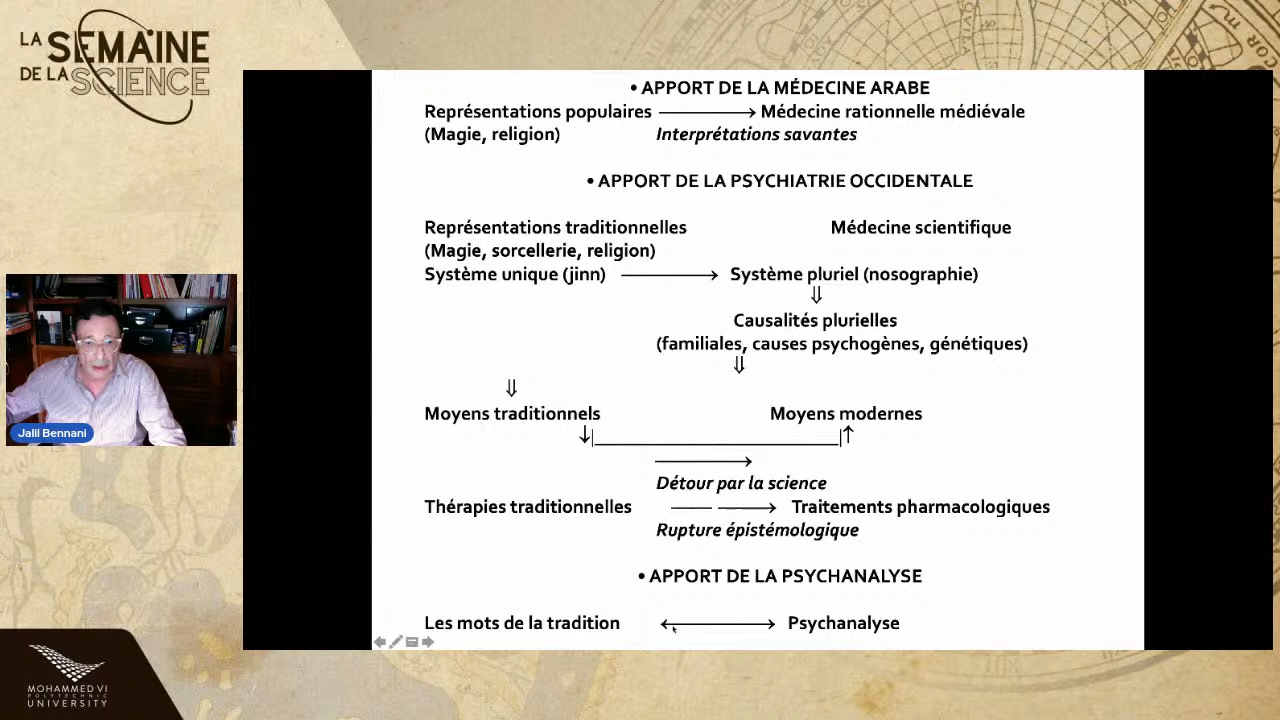 LA SEMAINE
DE LA SCIENCE
• APPORT DE LA MÉDECINE ARABE
Représentations populaires → Médecine rationnelle médiévale
(Magie, religion) Interprétations savantes
• APPORT DE LA PSYCHIATRIE OCCIDENTALE
Représentations traditionnelles Médecine scientifique
(Magie, sorcellerie, religion)
Système unique (jinn) → Système pluriel (nosographie)
⇓
Causalités plurielles
(familiales, causes psychogènes, génétiques)
⇓
⇓
Moyens traditionnels Moyens modernes
↓|_______________________|↑
→
Détour par la science
Thérapies traditionnelles — → Traitements pharmacologiques
Rupture épistémologique
• APPORT DE LA PSYCHANALYSE
Les mots de la tradition ↔ Psychanalyse
Jalil Bennani
MOHAMMED VI
POLYTECHNIC
UNIVERSITY